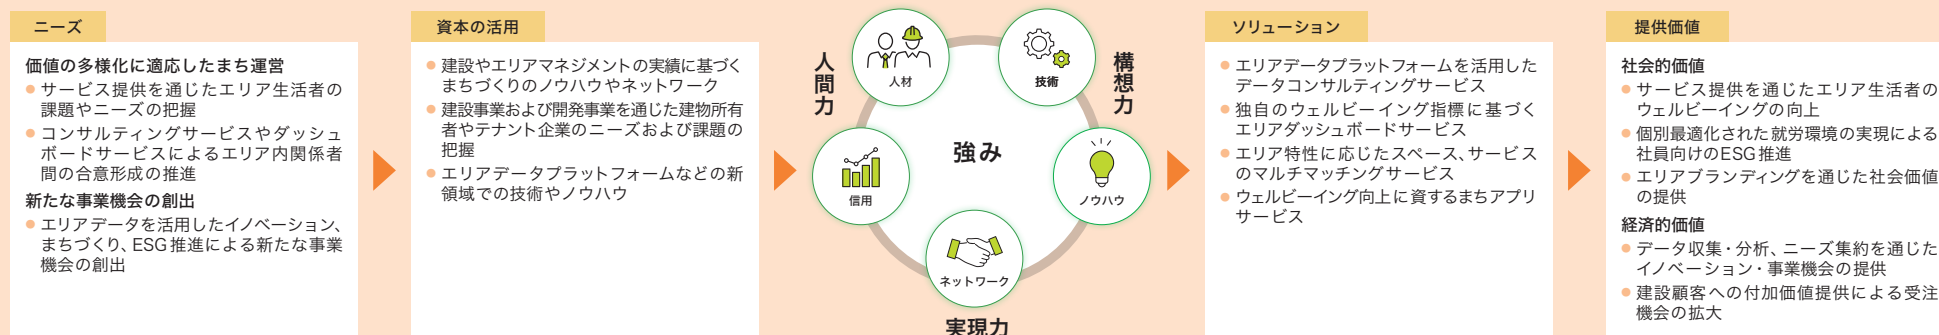 ニーズ
価値の多様化に適応したまち運営
● サービス提供を通じたエリア生活者の
課題やニーズの把握
● コンサルティングサービスやダッシュ
ボードサービスによるエリア内関係者
間の合意形成の推進
新たな事業機会の創出
● エリアデータを活用したイノベーション、
まちづくり、ESG推進による新たな事業
機会の創出
資本の活用
● 建設やエリアマネジメントの実績に基づく
まちづくりのノウハウやネットワーク
● 建設事業および開発事業を通じた建物所有
者やテナント企業のニーズおよび課題の
把握
● エリアデータプラットフォームなどの新
領域での技術やノウハウ
人間力
人材
技術
構想力
強み
信用
ノウハウ
ネットワーク
実現力
ソリューション
● エリアデータプラットフォームを活用した
データコンサルティングサービス
● 独自のウェルビーイング指標に基づく
エリアダッシュボードサービス
● エリア特性に応じたスペース、サービス
のマルチマッチングサービス
● ウェルビーイング向上に資するまちアプリ
サービス
提供価値
社会的価値
● サービス提供を通じたエリア生活者の
ウェルビーイングの向上
● 個別最適化された就労環境の実現による
社員向けのESG推進
● エリアブランディングを通じた社会価値
の提供
経済的価値
● データ収集・分析、ニーズ集約を通じた
イノベーション・事業機会の提供
● 建設顧客への付加価値提供による受注
機会の拡大